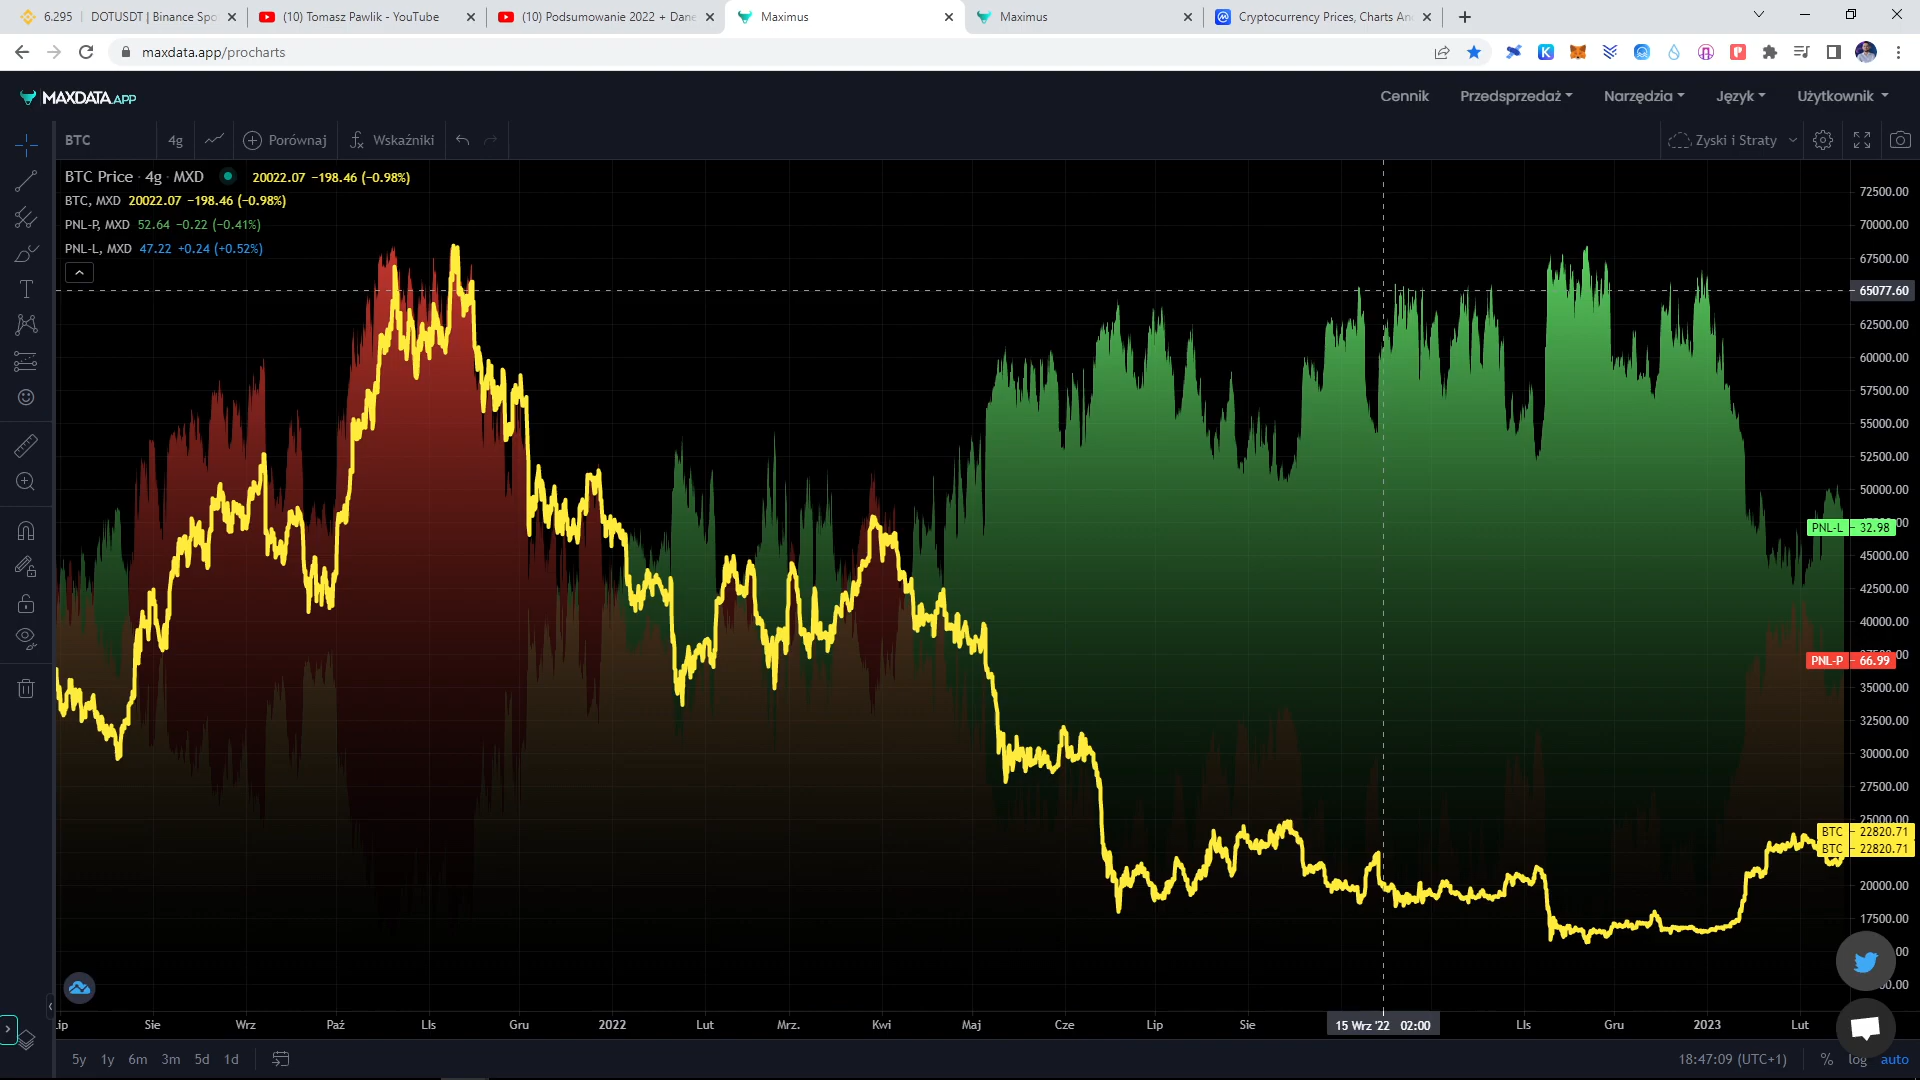 6.295 | DOTUSDT | Binance Spo
(10) Tomasz Pawlik - YouTube
(10) Podsumowanie 2022 + Dane
Maximus
Maximus
Cryptocurrency Prices, Charts An
maxdata.app/procharts
MAXDATA.APP
Cennik
Przedsprzedaż
Narzędzia
Język
Użytkownik
BTC
4g
Porównaj
Wskaźniki
Zyski i Straty
BTC Price · 4g · MXD 20022.07 −198.46 (−0.98%)
BTC, MXD 20022.07 −198.46 (−0.98%)
PNL-P, MXD 52.64 −0.22 (−0.41%)
PNL-L, MXD 47.22 +0.24 (+0.52%)
72500.00
70000.00
67500.00
65077.60
62500.00
60000.00
57500.00
55000.00
52500.00
50000.00
PNL-L 32.98
45000.00
42500.00
40000.00
PNL-P 66.99
35000.00
32500.00
30000.00
27500.00
25000.00
BTC 22820.71
BTC 22820.71
20000.00
17500.00
Sie
Wrz
Paź
LIs
Gru
2022
Lut
Mrz.
Kwi
Maj
Cze
Lip
Sie
15 Wrz '22 02:00
LIs
Gru
2023
Lut
5y 1y 6m 3m 5d 1d
18:47:09 (UTC+1)
% log auto